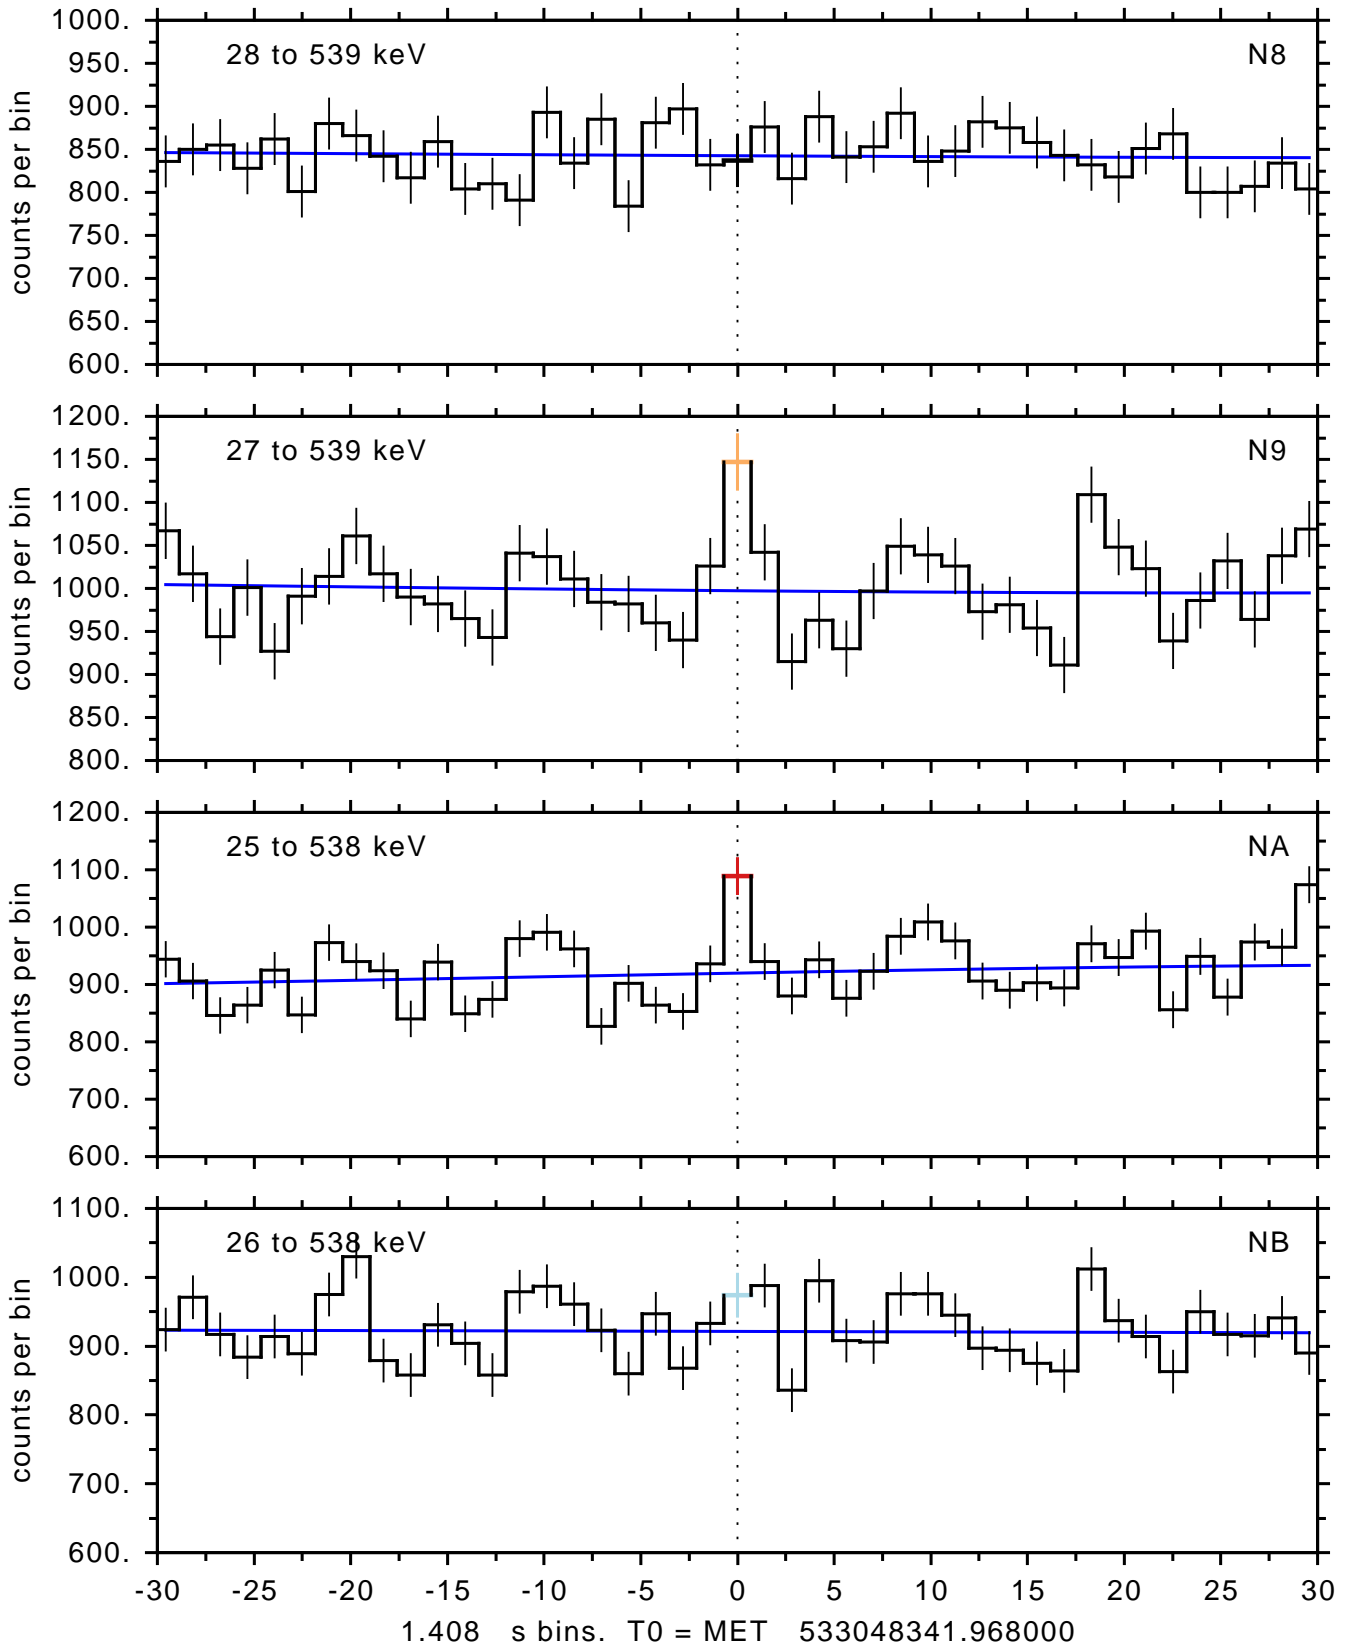 1000.
28 to 539 keV
N8
950.
900.
850.
800.
750.
700.
650.
600.
counts per bin
1200.
27 to 539 keV
N9
1150.
1100.
1050.
1000.
950.
900.
850.
800.
counts per bin
1200.
25 to 538 keV
NA
1100.
1000.
900.
800.
700.
600.
counts per bin
1100.
26 to 538 keV
NB
1000.
900.
800.
700.
600.
counts per bin
-30 -25 -20 -15 -10 -5 0 5 10 15 20 25 30
1.408 s bins. T0 = MET 533048341.968000